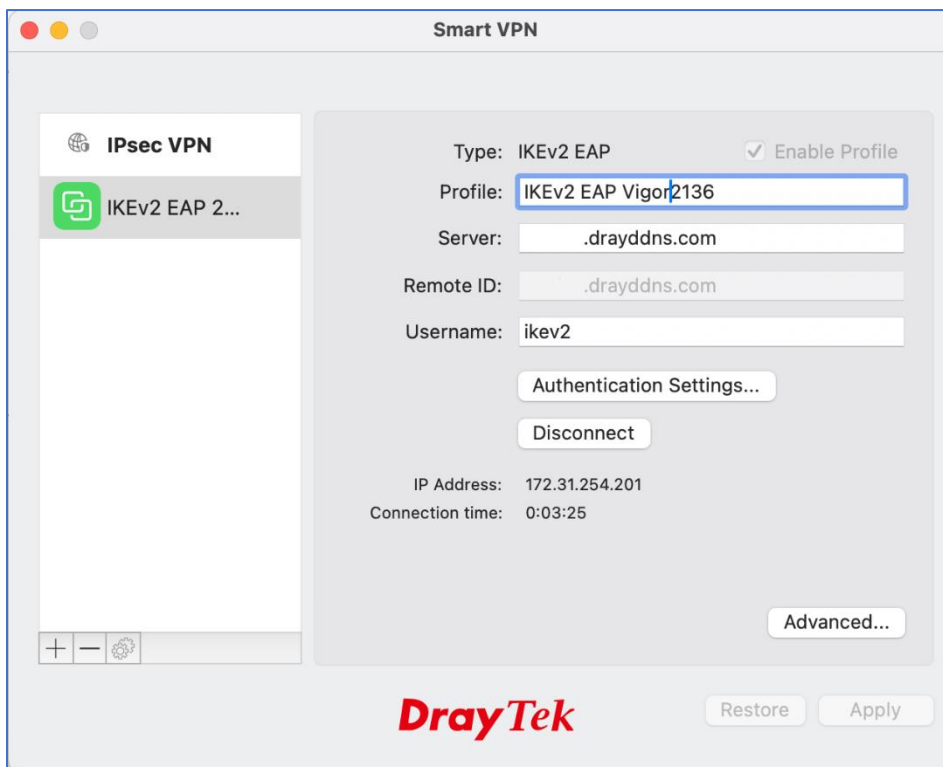 Smart VPN
IPsec VPN
IKEv2 EAP 2...
Type: IKEv2 EAP
Enable Profile
Profile: IKEv2 EAP Vigor2136
Server: .drayddns.com
Remote ID: .drayddns.com
Username: ikev2
Authentication Settings...
Disconnect
IP Address: 172.31.254.201
Connection time: 0:03:25
Advanced...
DrayTek
Restore
Apply